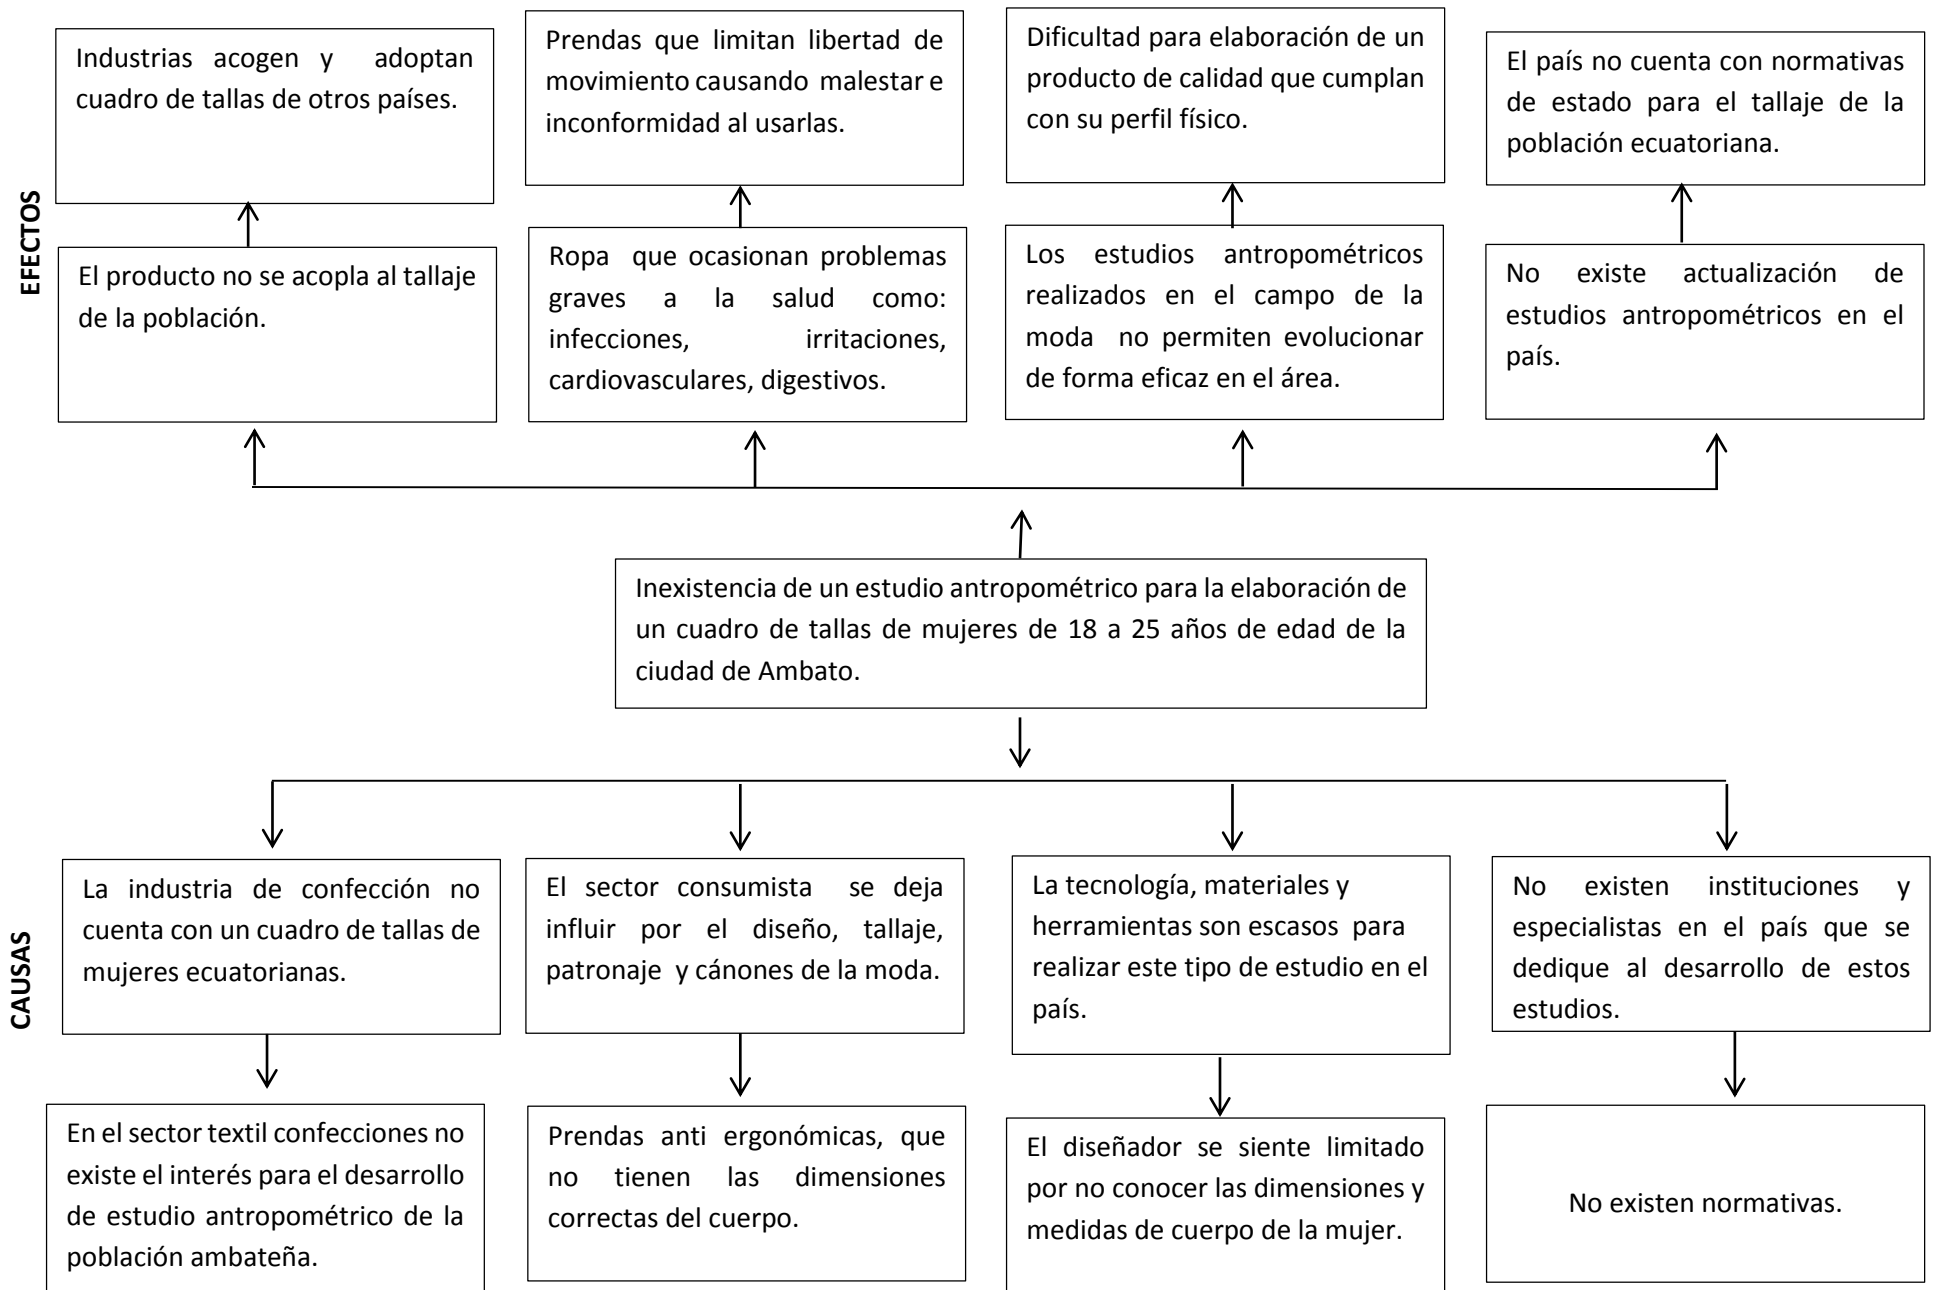 Industrias acogen y adoptan
cuadro de tallas de otros países.
Prendas que limitan libertad de
movimiento causando malestar e
inconformidad al usarlas.
Dificultad para elaboración de un
producto de calidad que cumplan
con su perfil físico.
El país no cuenta con normativas
de estado para el tallaje de la
población ecuatoriana.
EFECTOS
El producto no se acopla al tallaje
de la población.
Ropa que ocasionan problemas
graves a la salud como:
infecciones, irritaciones,
cardiovasculares, digestivos.
Los estudios antropométricos
realizados en el campo de la
moda no permiten evolucionar
de forma eficaz en el área.
No existe actualización de
estudios antropométricos en el
país.
Inexistencia de un estudio antropométrico para la elaboración de
un cuadro de tallas de mujeres de 18 a 25 años de edad de la
ciudad de Ambato.
CAUSAS
La industria de confección no
cuenta con un cuadro de tallas de
mujeres ecuatorianas.
El sector consumista se deja
influir por el diseño, tallaje,
patronaje y cánones de la moda.
La tecnología, materiales y
herramientas son escasos para
realizar este tipo de estudio en el
país.
No existen instituciones y
especialistas en el país que se
dedique al desarrollo de estos
estudios.
En el sector textil confecciones no
existe el interés para el desarrollo
de estudio antropométrico de la
población ambateña.
Prendas anti ergonómicas, que
no tienen las dimensiones
correctas del cuerpo.
El diseñador se siente limitado
por no conocer las dimensiones y
medidas de cuerpo de la mujer.
No existen normativas.